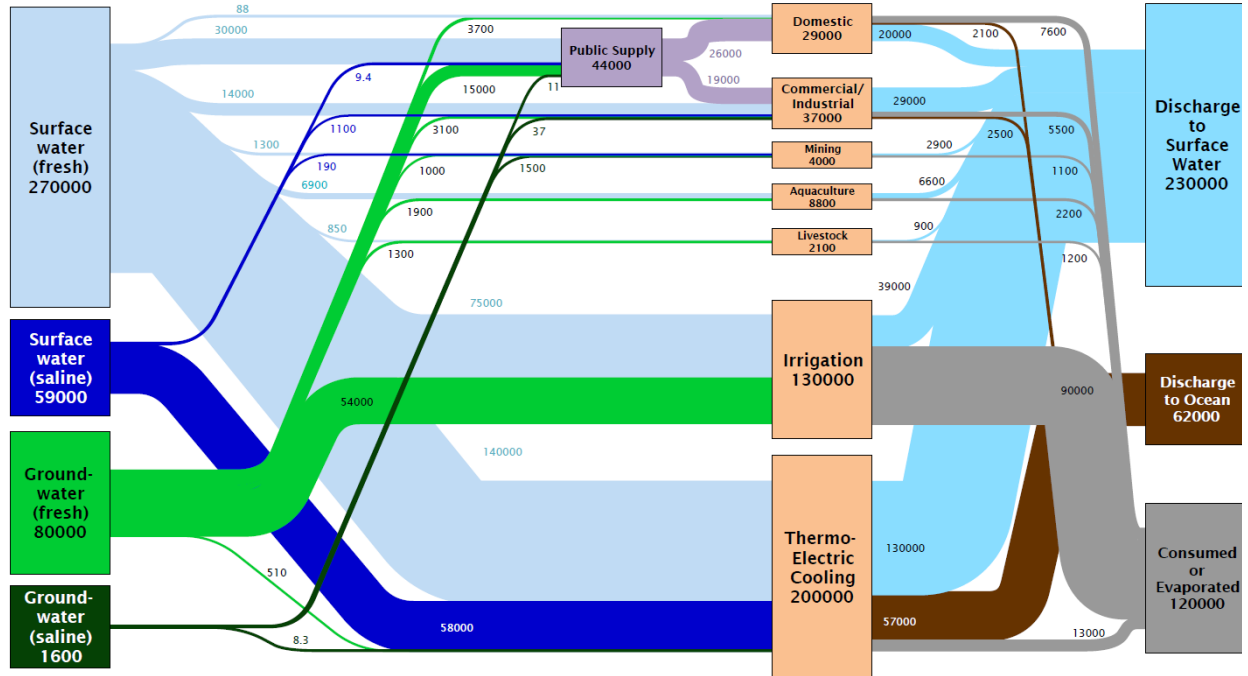 88
30000
3700
Domestic
29000
20000
2100
7600
Public Supply
44000
26000
9.4
19000
15000
11
14000
Commercial/
Industrial
37000
29000
Surface
water
(fresh)
270000
Discharge
to
Surface
Water
230000
1100
3100
37
2500
5500
1300
190
1000
1500
Mining
4000
2900
1100
6900
1900
Aquaculture
8800
6600
2200
850
1300
Livestock
2100
900
1200
39000
75000
Surface
water
(saline)
59000
Irrigation
130000
90000
Discharge
to Ocean
62000
54000
140000
Ground-
water
(fresh)
80000
Thermo-
Electric
Cooling
200000
130000
Consumed
or
Evaporated
120000
510
58000
57000
13000
8.3
Ground-
water
(saline)
1600